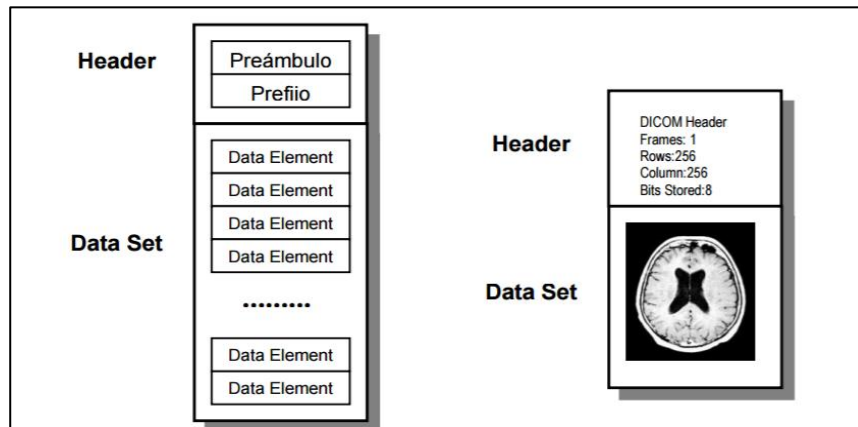 Header
Preámbulo
Prefiio
Data Set
Data Element
Data Element
Data Element
Data Element
.........
Data Element
Data Element
Header
DICOM Header
Frames: 1
Rows:256
Column:256
Bits Stored:8
Data Set